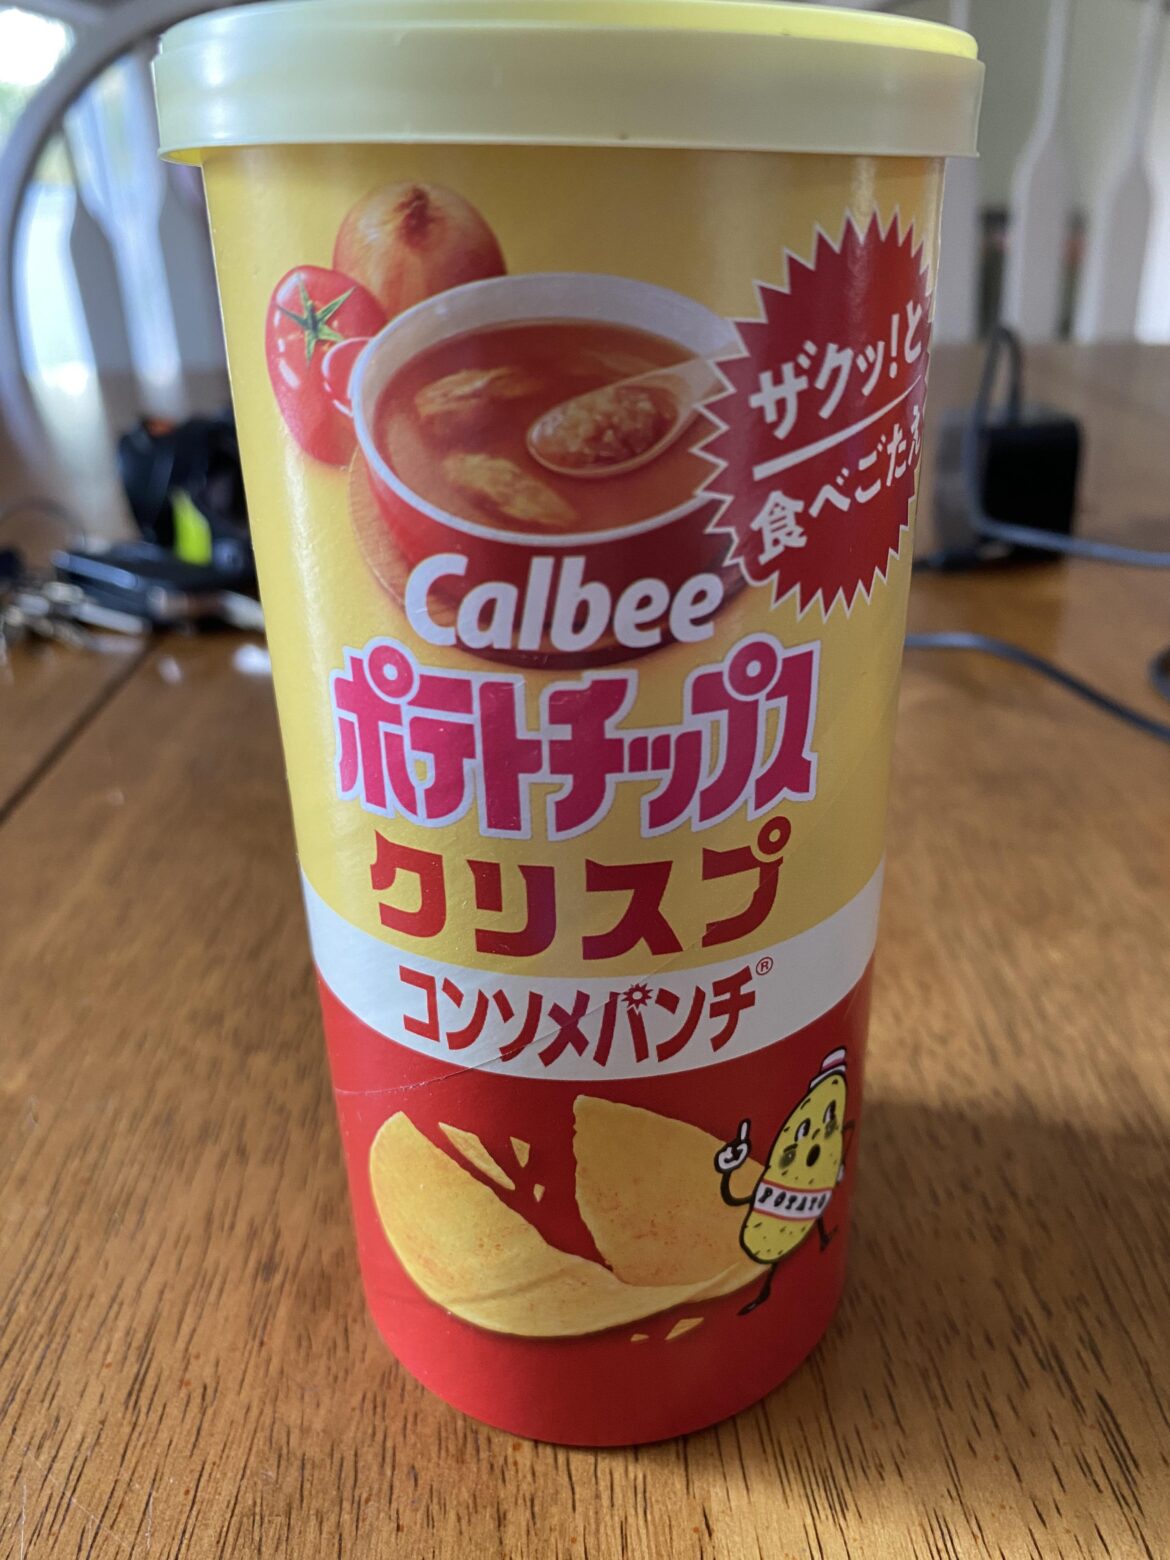 ザクッ!と
食べごたえ
Calbee
ポテトチップス
クリスプ
コンソメパンチ®
POTATO